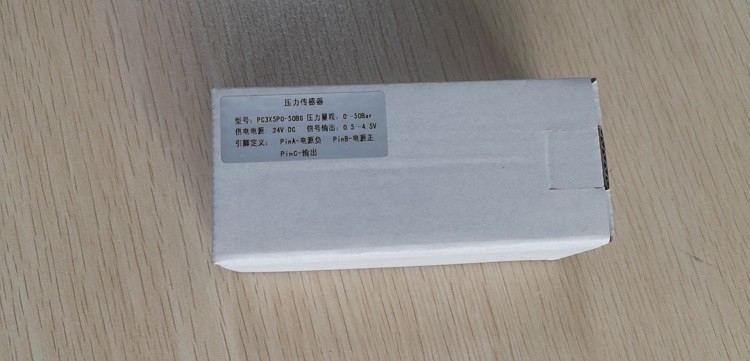 压力传感器
型号: PC3X5P0-50BG 压力量程: 0--50Bar
供电电源 24V DC 信号输出: 0.5--4.5V
引脚定义: PinA-电源负 PinB-电源正
PinC-输出